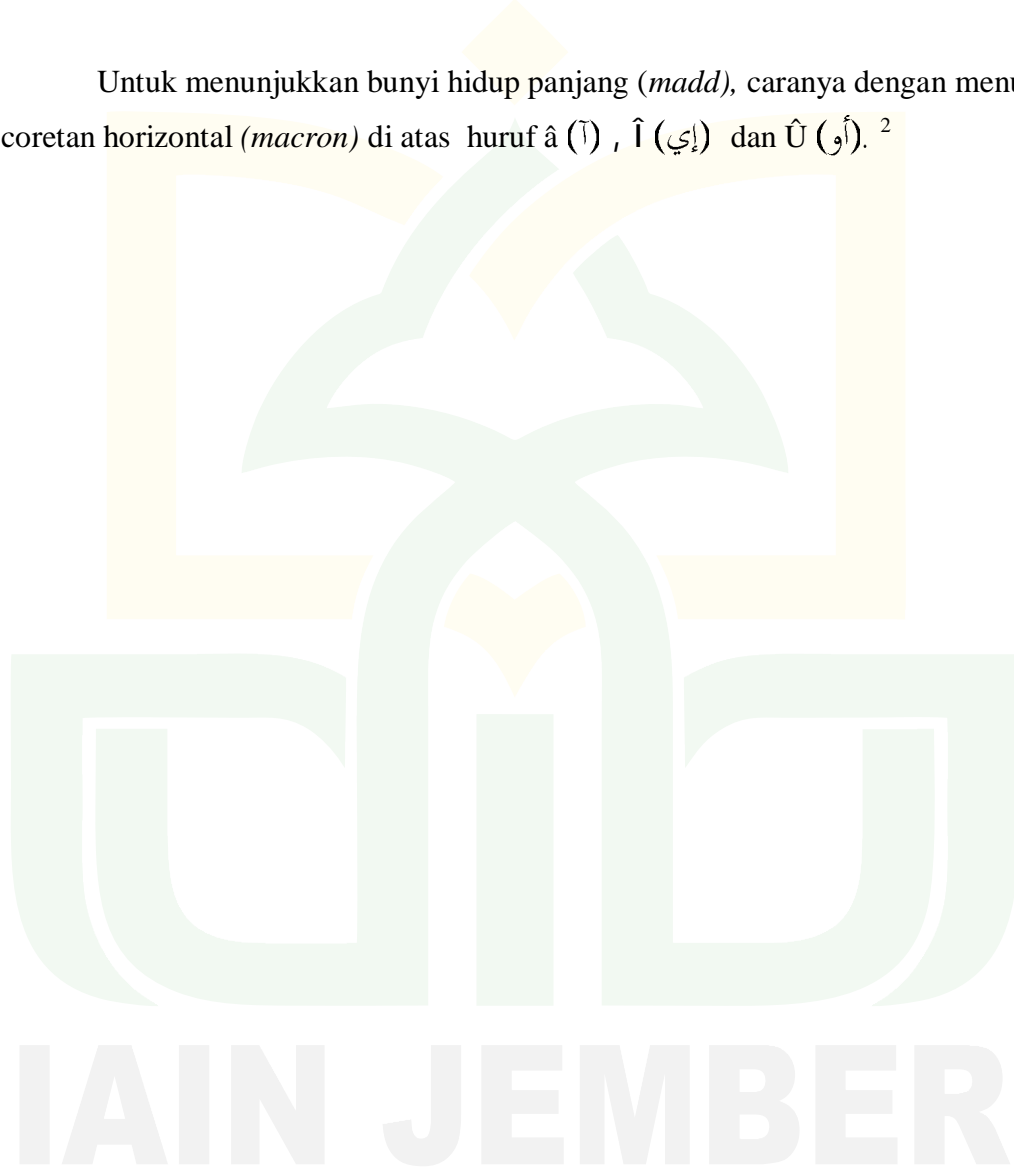 Untuk menunjukkan bunyi hidup panjang (madd), caranya dengan
coretan horizontal (macron) di atas huruf â (آ) , Î (إي) dan Û (أو). ²
IAIN JEMBER